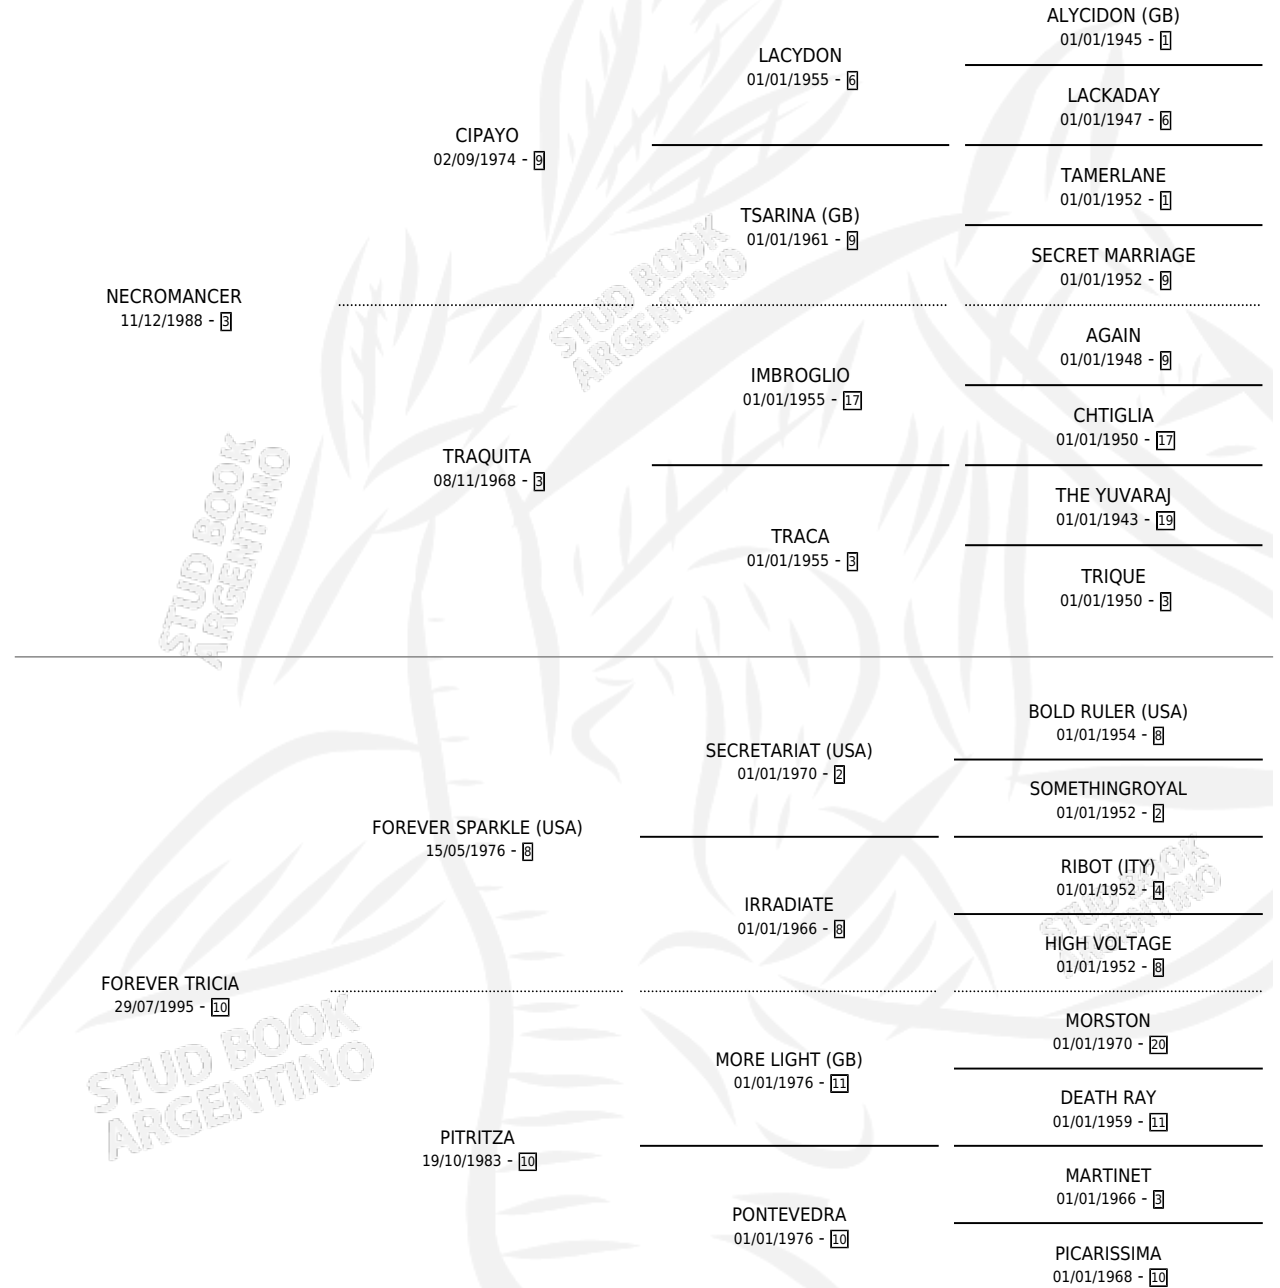 ALYCIDON (GB)
01/01/1945 - 1
LACYDON
01/01/1955 - 6
LACKADAY
01/01/1947 - 6
CIPAYO
02/09/1974 - 9
TAMERLANE
01/01/1952 - 1
TSARINA (GB)
01/01/1961 - 9
SECRET MARRIAGE
01/01/1952 - 9
NECROMANCER
11/12/1988 - 3
STUD BOOK
ARGENTINO
AGAIN
01/01/1948 - 9
IMBROGLIO
01/01/1955 - 17
CHTIGLIA
01/01/1950 - 17
TRAQUITA
08/11/1968 - 3
THE YUVARAJ
01/01/1943 - 19
TRACA
01/01/1955 - 3
TRIQUE
01/01/1950 - 3
STUD BOOK
ARGENTINO
BOLD RULER (USA)
01/01/1954 - 8
SECRETARIAT (USA)
01/01/1970 - 2
SOMETHINGROYAL
01/01/1952 - 2
FOREVER SPARKLE (USA)
15/05/1976 - 8
RIBOT (ITY)
01/01/1952 - 4
IRRADIATE
01/01/1966 - 8
HIGH VOLTAGE
01/01/1952 - 8
STUD BOOK
ARGENTINO
FOREVER TRICIA
29/07/1995 - 10
MORSTON
01/01/1970 - 20
MORE LIGHT (GB)
01/01/1976 - 11
DEATH RAY
01/01/1959 - 11
STUD BOOK
ARGENTINO
PITRITZA
19/10/1983 - 10
MARTINET
01/01/1966 - 3
PONTEVEDRA
01/01/1976 - 10
PICARISSIMA
01/01/1968 - 10